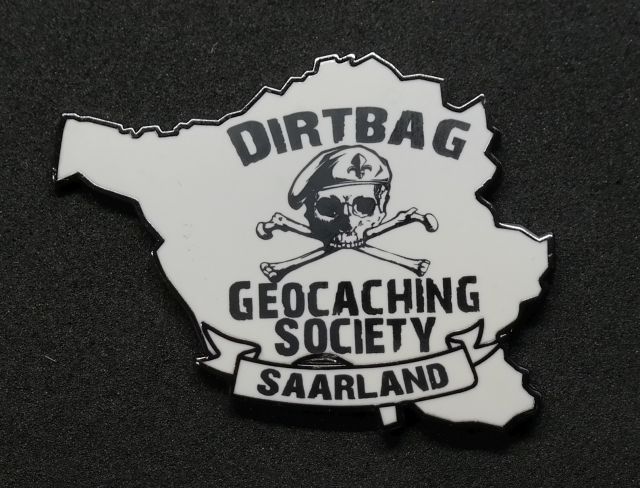 DIRTBAG
GEOCACHING
SOCIETY
SAARLAND